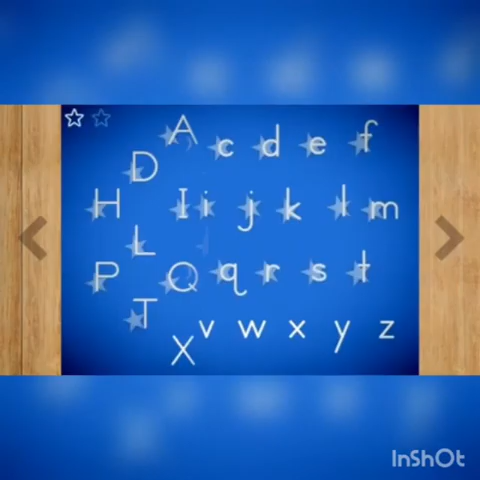 A c d e f
D
H I i j k l m
L
P Q q r s t
T
X v w x y z
InShOt